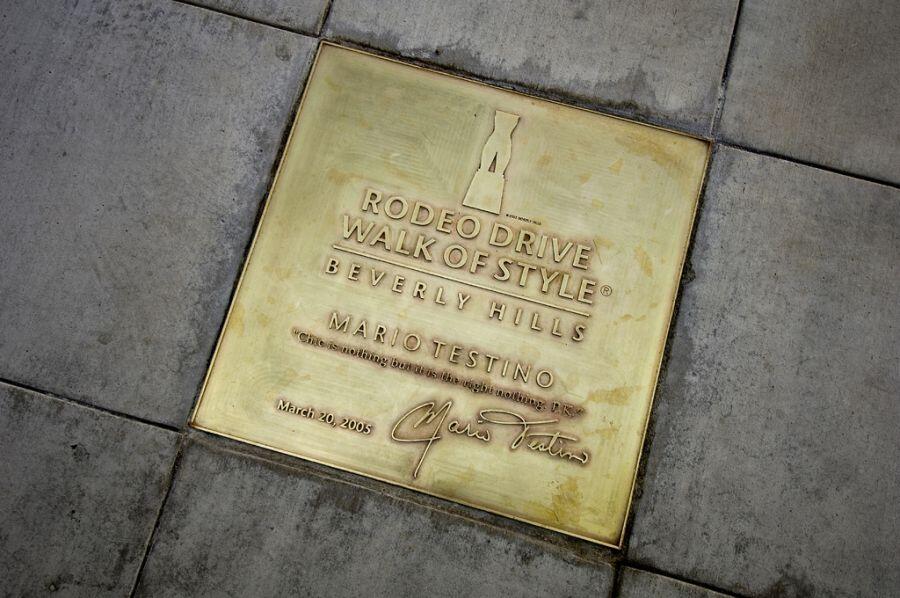 RODEO DRIVE
WALK OF STYLE®
BEVERLY HILLS
MARIO TESTINO
"Chic is nothing but it is the right nothing. P.K."
March 20, 2005
Mario Testino